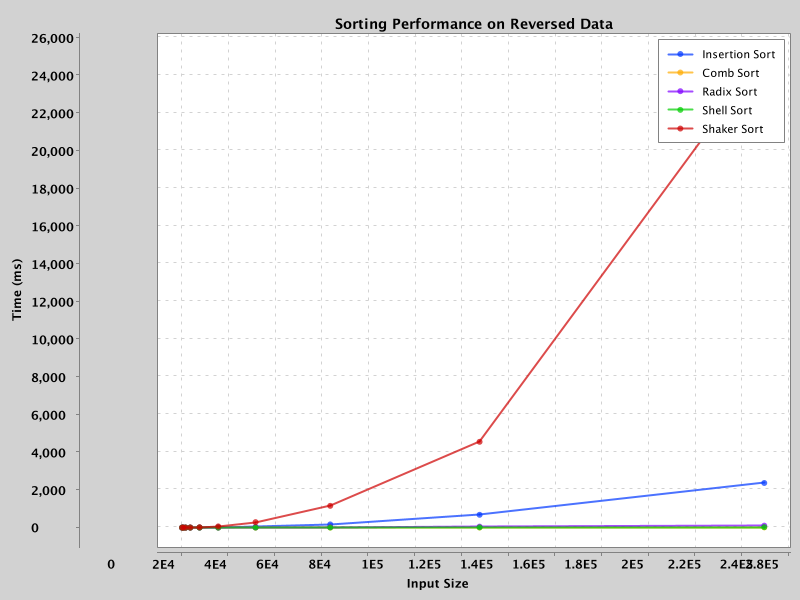 Sorting Performance on Reversed Data
26,000
24,000
22,000
20,000
18,000
16,000
14,000
12,000
10,000
8,000
6,000
4,000
2,000
0
Time (ms)
Insertion Sort
Comb Sort
Radix Sort
Shell Sort
Shaker Sort
0 2E4 4E4 6E4 8E4 1E5 1.2E5 1.4E5 1.6E5 1.8E5 2E5 2.2E5 2.4E5 2.8E5
Input Size